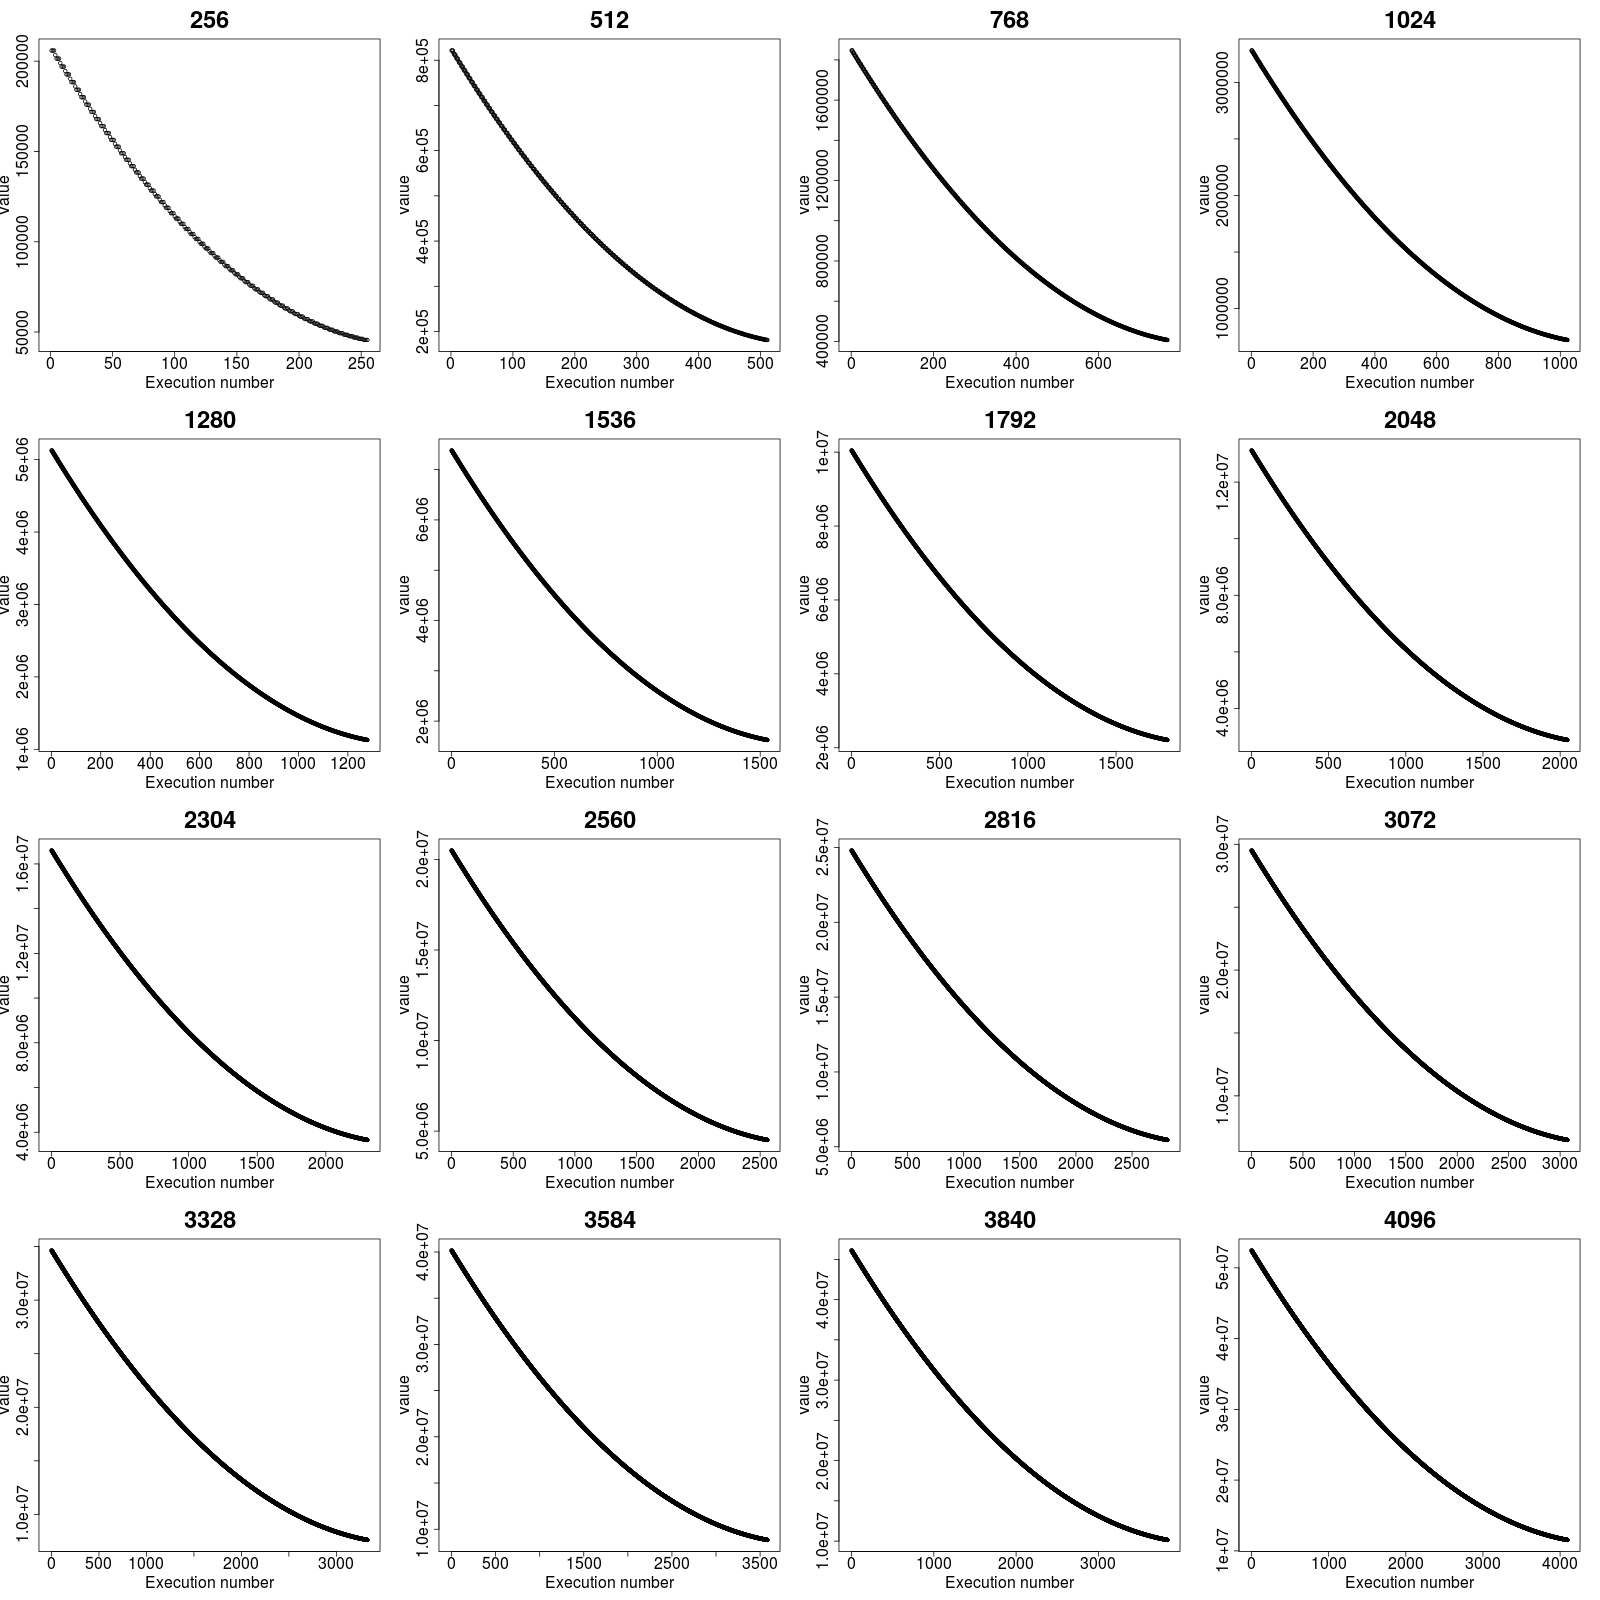 256 512 768 1024
value 50000 100000 150000 200000
value 2e+05 4e+05 6e+05 8e+05
value 400000 800000 1200000 1600000
value 1000000 2000000 3000000
0 50 100 150 200 250
0 100 200 300 400 500
0 200 400 600
0 200 400 600 800 1000
Execution number Execution number Execution number Execution number
1280 1536 1792 2048
value 1e+06 2e+06 3e+06 4e+06 5e+06
value 2e+06 4e+06 6e+06
value 2e+06 4e+06 6e+06 8e+06 1e+07
value 4.0e+06 8.0e+06 1.2e+07
0 200 400 600 800 1000 1200
0 500 1000 1500
0 500 1000 1500
0 500 1000 1500 2000
Execution number Execution number Execution number Execution number
2304 2560 2816 3072
value 4.0e+06 8.0e+06 1.2e+07 1.6e+07
value 5.0e+06 1.0e+07 1.5e+07 2.0e+07
value 5.0e+06 1.0e+07 1.5e+07 2.0e+07 2.5e+07
value 1.0e+07 2.0e+07 3.0e+07
0 500 1000 1500 2000
0 500 1000 1500 2000 2500
0 500 1000 1500 2000 2500
0 500 1000 1500 2000 2500 3000
Execution number Execution number Execution number Execution number
3328 3584 3840 4096
value 1.0e+07 2.0e+07 3.0e+07
value 1.0e+07 2.0e+07 3.0e+07 4.0e+07
value 1.0e+07 2.0e+07 3.0e+07 4.0e+07
value 1e+07 2e+07 3e+07 4e+07 5e+07
0 500 1000 2000 3000
0 500 1500 2500 3500
0 1000 2000 3000
0 1000 2000 3000 4000
Execution number Execution number Execution number Execution number